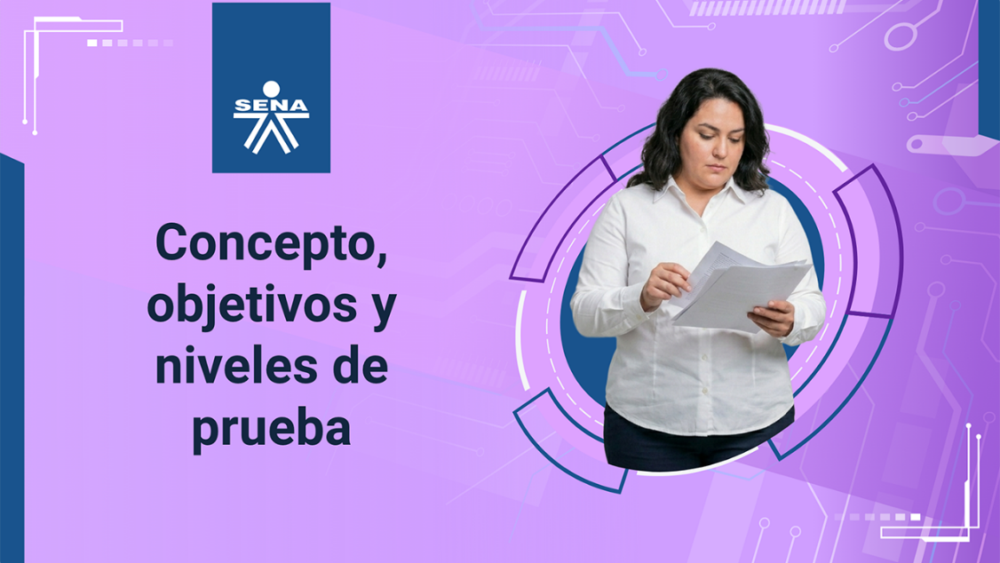 SENA
Concepto,
objetivos y
niveles de
prueba